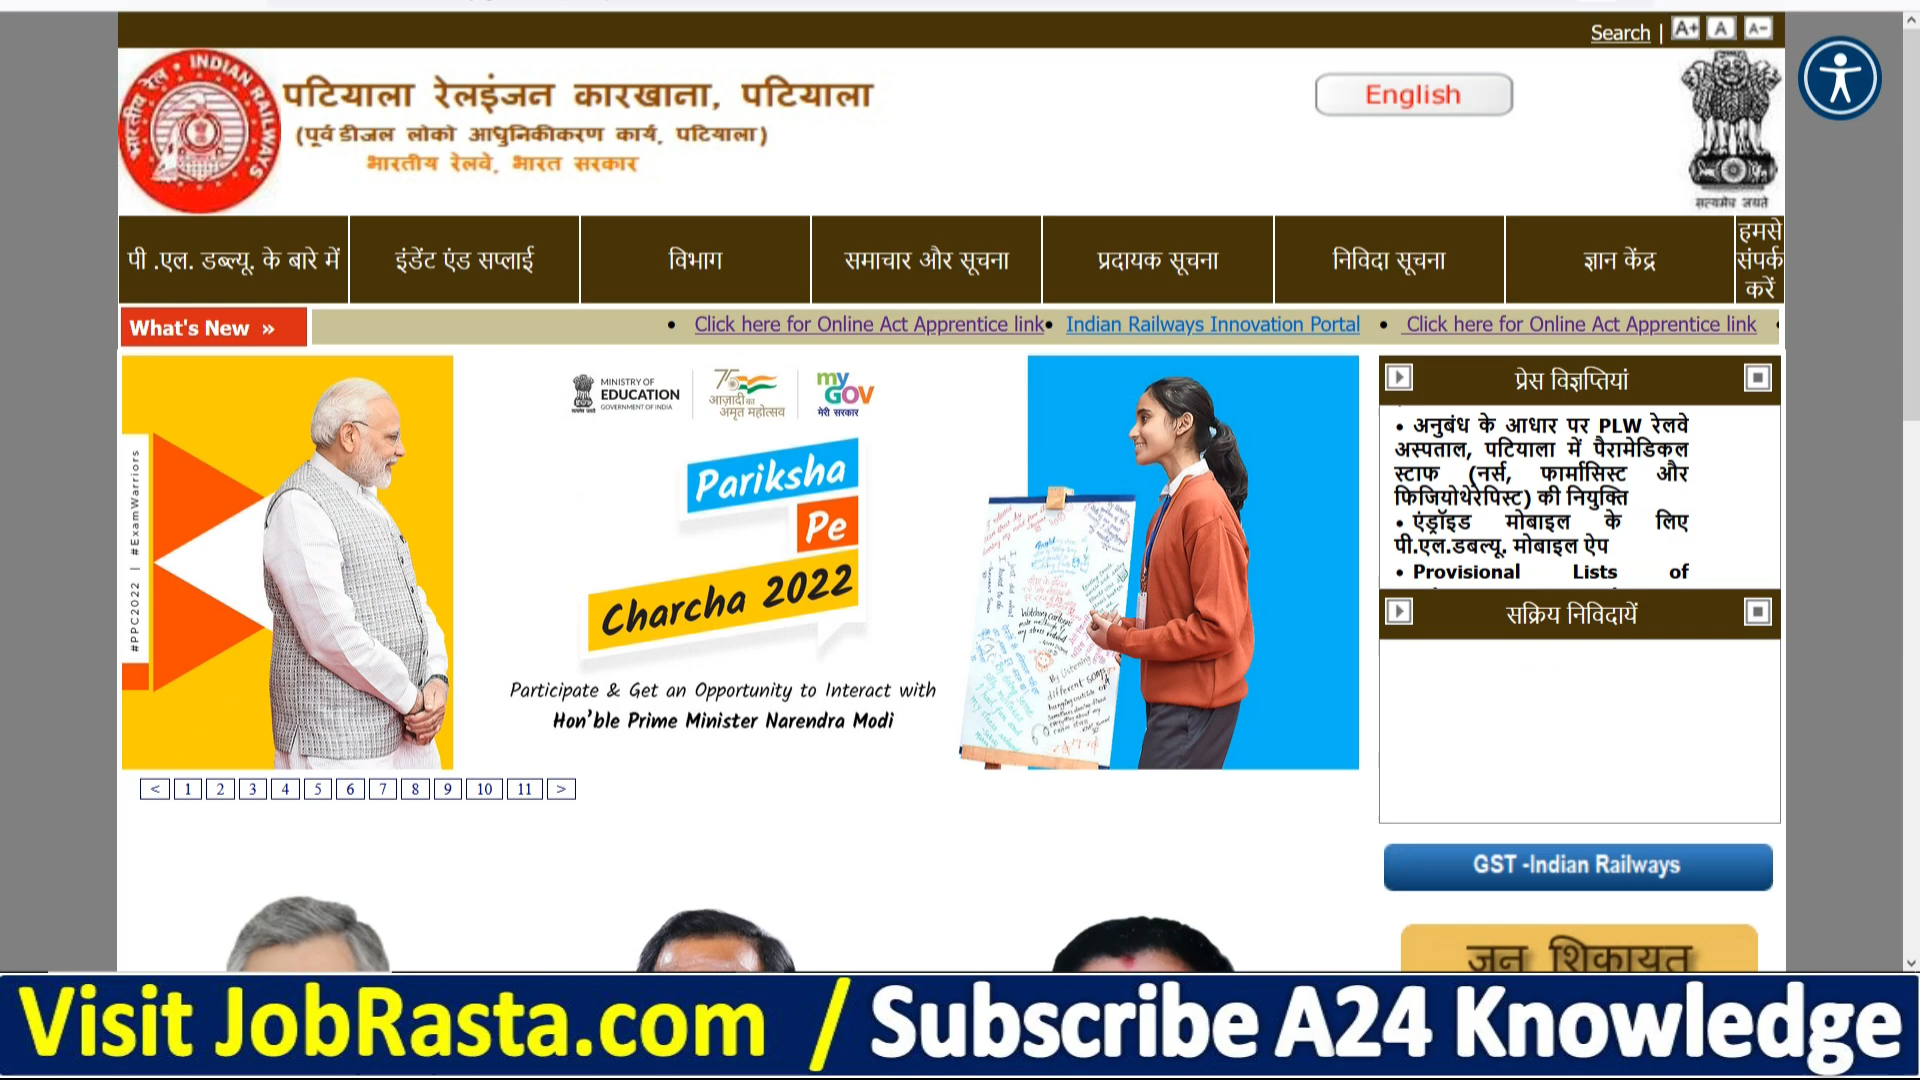 Search | A+ A A-
INDIAN RAILWAYS
भारतीय रेल
पटियाला रेलइंजन कारखाना, पटियाला
(पूर्व डीजल लोको आधुनिकीकरण कार्य, पटियाला)
भारतीय रेलवे, भारत सरकार
English
सत्यमेव जयते
पी .एल. डब्ल्यू. के बारे में
इंडेंट एंड सप्लाई
विभाग
समाचार और सूचना
प्रदायक सूचना
निविदा सूचना
ज्ञान केंद्र
हमसे
संपर्क
करें
What's New »
• Click here for Online Act Apprentice link • Indian Railways Innovation Portal • Click here for Online Act Apprentice link
#PPC2022 | #ExamWarriors
MINISTRY OF
EDUCATION
GOVERNMENT OF INDIA
75
आज़ादी का
अमृत महोत्सव
my
GOV
मेरी सरकार
Pariksha
Pe
Charcha 2022
Participate & Get an Opportunity to Interact with
Hon'ble Prime Minister Narendra Modi
< 1 2 3 4 5 6 7 8 9 10 11 >
प्रेस विज्ञप्तियां
• अनुबंध के आधार पर PLW रेलवे
अस्पताल, पटियाला में पैरामेडिकल
स्टाफ (नर्स, फार्मासिस्ट और
फिजियोथेरेपिस्ट) की नियुक्ति
• एंड्रॉइड मोबाइल के लिए
पी.एल.डबल्यू. मोबाइल ऐप
• Provisional Lists of
सक्रिय निविदायें
GST -Indian Railways
जन शिकायत
Visit JobRasta.com / Subscribe A24 Knowledge